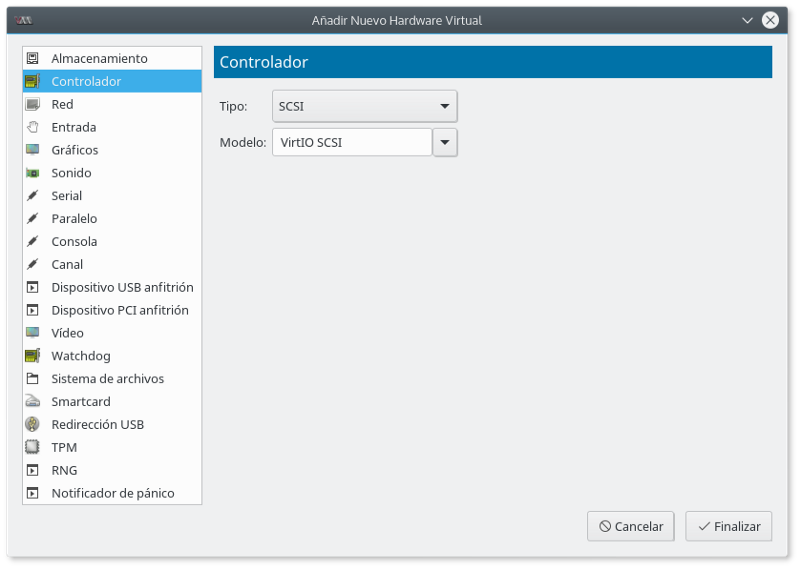 Añadir Nuevo Hardware Virtual
Almacenamiento
Controlador
Red
Entrada
Gráficos
Sonido
Serial
Paralelo
Consola
Canal
Dispositivo USB anfitrión
Dispositivo PCI anfitrión
Vídeo
Watchdog
Sistema de archivos
Smartcard
Redirección USB
TPM
RNG
Notificador de pánico
Controlador
Tipo: SCSI
Modelo: VirtIO SCSI
Cancelar Finalizar